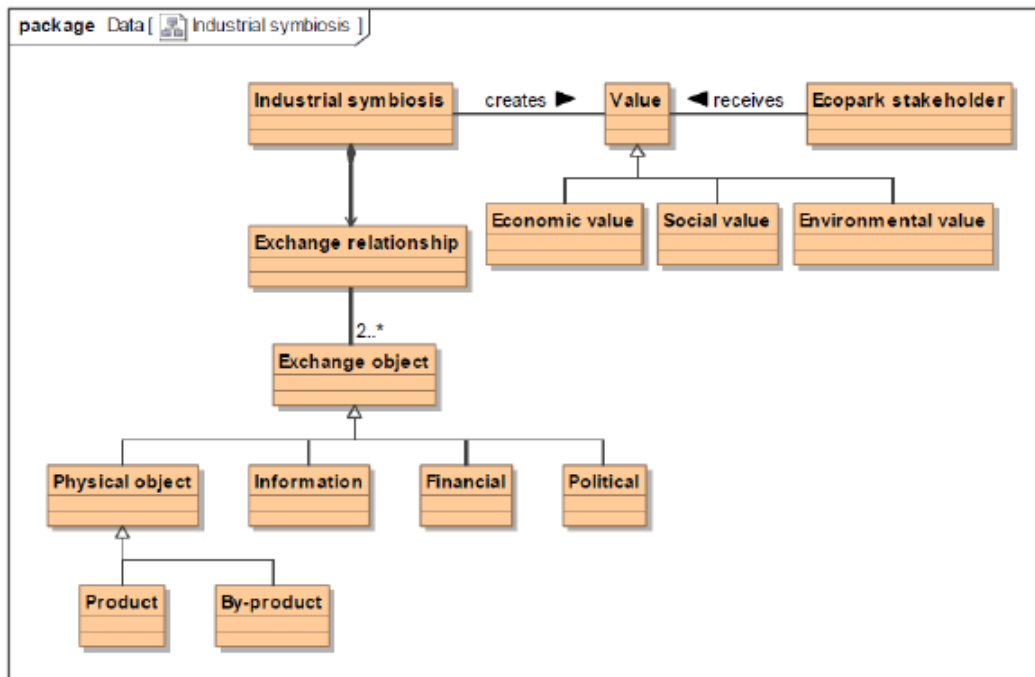 package Data [ Industrial symbiosis ]
Industrial symbiosis
creates ►
Value
◄ receives
Ecopark stakeholder
Economic value
Social value
Environmental value
Exchange relationship
2..*
Exchange object
Physical object
Information
Financial
Political
Product
By-product